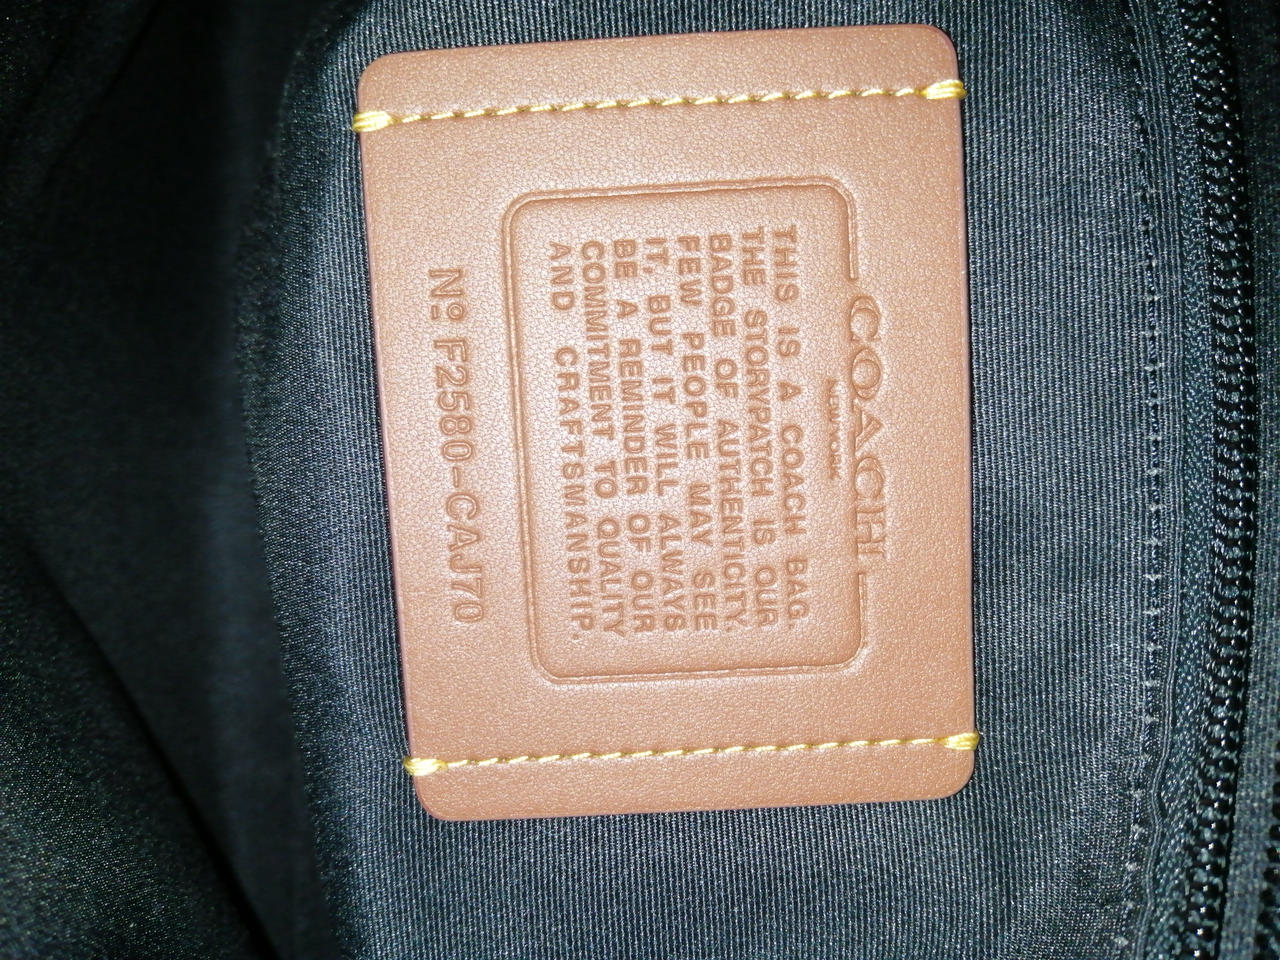 COACH
NEW YORK
THIS IS A COACH BAG.
THE STORYPATCH IS OUR
BADGE OF AUTHENTICITY.
FEW PEOPLE MAY SEE
IT, BUT IT WILL ALWAYS
BE A REMINDER OF OUR
COMMITMENT TO QUALITY
AND CRAFTSMANSHIP.
Nº F2580-CAJ70